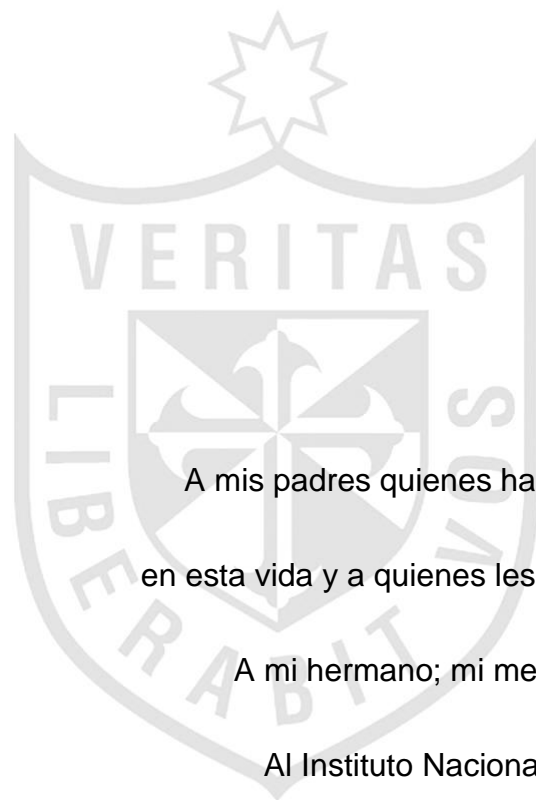 VERITAS
LIBERABIT VOS
A mis padres quienes ha
en esta vida y a quienes les
A mi hermano; mi me
Al Instituto Naciona